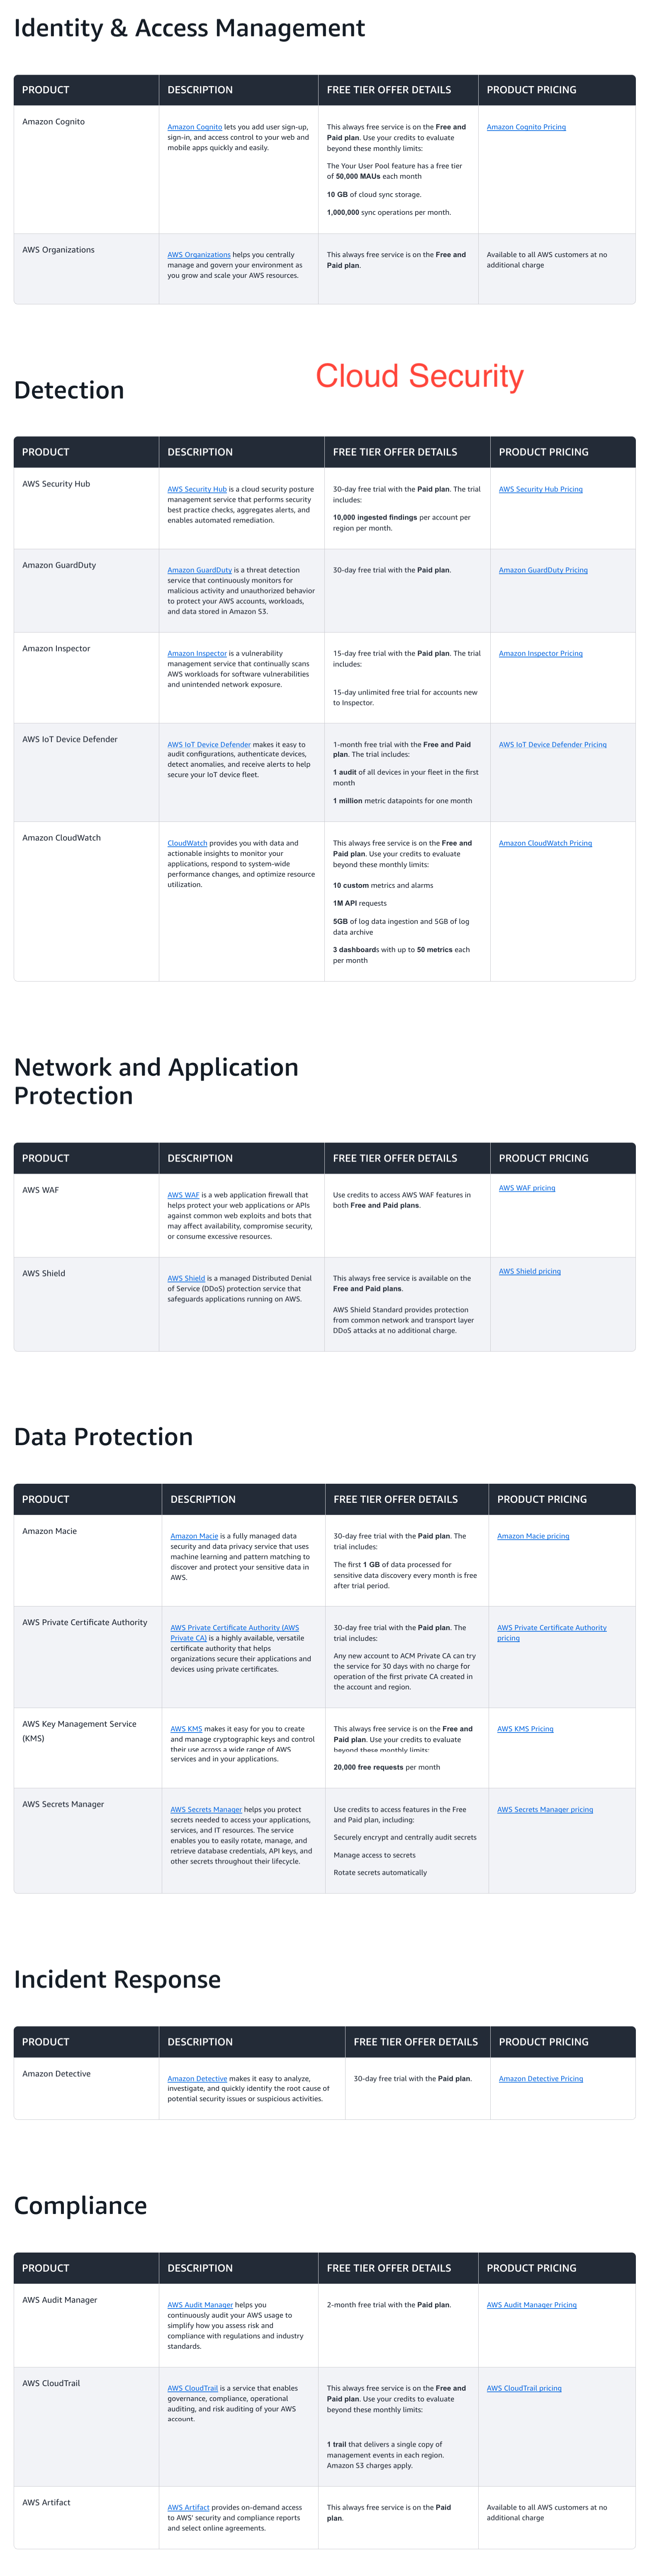 Identity & Access Management
PRODUCT
DESCRIPTION
FREE TIER OFFER DETAILS
PRODUCT PRICING
Amazon Cognito
Amazon Cognito lets you add user sign-up,
sign-in, and access control to your web and
mobile apps quickly and easily.
This always free service is on the Free and
Paid plan. Use your credits to evaluate
beyond these monthly limits:
The Your User Pool feature has a free tier
of 50,000 MAUs each month
10 GB of cloud sync storage.
1,000,000 sync operations per month.
Amazon Cognito Pricing
AWS Organizations
AWS Organizations helps you centrally
manage and govern your environment as
you grow and scale your AWS resources.
This always free service is on the Free and
Paid plan.
Available to all AWS customers at no
additional charge
Cloud Security
Detection
PRODUCT
DESCRIPTION
FREE TIER OFFER DETAILS
PRODUCT PRICING
AWS Security Hub
AWS Security Hub is a cloud security posture
management service that performs security
best practice checks, aggregates alerts, and
enables automated remediation.
30-day free trial with the Paid plan. The trial
includes:
10,000 ingested findings per account per
region per month.
AWS Security Hub Pricing
Amazon GuardDuty
Amazon GuardDuty is a threat detection
service that continuously monitors for
malicious activity and unauthorized behavior
to protect your AWS accounts, workloads,
and data stored in Amazon S3.
30-day free trial with the Paid plan.
Amazon GuardDuty Pricing
Amazon Inspector
Amazon Inspector is a vulnerability
management service that continually scans
AWS workloads for software vulnerabilities
and unintended network exposure.
15-day free trial with the Paid plan. The trial
includes:
15-day unlimited free trial for accounts new
to Inspector.
Amazon Inspector Pricing
AWS IoT Device Defender
AWS IoT Device Defender makes it easy to
audit configurations, authenticate devices,
detect anomalies, and receive alerts to help
secure your IoT device fleet.
1-month free trial with the Free and Paid
plan. The trial includes:
1 audit of all devices in your fleet in the first
month
1 million metric datapoints for one month
AWS IoT Device Defender Pricing
Amazon CloudWatch
CloudWatch provides you with data and
actionable insights to monitor your
applications, respond to system-wide
performance changes, and optimize resource
utilization.
This always free service is on the Free and
Paid plan. Use your credits to evaluate
beyond these monthly limits:
10 custom metrics and alarms
1M API requests
5GB of log data ingestion and 5GB of log
data archive
3 dashboards with up to 50 metrics each
per month
Amazon CloudWatch Pricing
Network and Application
Protection
PRODUCT
DESCRIPTION
FREE TIER OFFER DETAILS
PRODUCT PRICING
AWS WAF
AWS WAF is a web application firewall that
helps protect your web applications or APIs
against common web exploits and bots that
may affect availability, compromise security,
or consume excessive resources.
Use credits to access AWS WAF features in
both Free and Paid plans.
AWS WAF pricing
AWS Shield
AWS Shield is a managed Distributed Denial
of Service (DDoS) protection service that
safeguards applications running on AWS.
This always free service is available on the
Free and Paid plans.
AWS Shield Standard provides protection
from common network and transport layer
DDoS attacks at no additional charge.
AWS Shield pricing
Data Protection
PRODUCT
DESCRIPTION
FREE TIER OFFER DETAILS
PRODUCT PRICING
Amazon Macie
Amazon Macie is a fully managed data
security and data privacy service that uses
machine learning and pattern matching to
discover and protect your sensitive data in
AWS.
30-day free trial with the Paid plan. The
trial includes:
The first 1 GB of data processed for
sensitive data discovery every month is free
after trial period.
Amazon Macie pricing
AWS Private Certificate Authority
AWS Private Certificate Authority (AWS
Private CA) is a highly available, versatile
certificate authority that helps
organizations secure their applications and
devices using private certificates.
30-day free trial with the Paid plan. The
trial includes:
Any new account to ACM Private CA can try
the service for 30 days with no charge for
operation of the first private CA created in
the account and region.
AWS Private Certificate Authority
pricing
AWS Key Management Service
(KMS)
AWS KMS makes it easy for you to create
and manage cryptographic keys and control
their use across a wide range of AWS
services and in your applications.
This always free service is on the Free and
Paid plan. Use your credits to evaluate
beyond these monthly limits:
20,000 free requests per month
AWS KMS Pricing
AWS Secrets Manager
AWS Secrets Manager helps you protect
secrets needed to access your applications,
services, and IT resources. The service
enables you to easily rotate, manage, and
retrieve database credentials, API keys, and
other secrets throughout their lifecycle.
Use credits to access features in the Free
and Paid plan, including:
Securely encrypt and centrally audit secrets
Manage access to secrets
Rotate secrets automatically
AWS Secrets Manager pricing
Incident Response
PRODUCT
DESCRIPTION
FREE TIER OFFER DETAILS
PRODUCT PRICING
Amazon Detective
Amazon Detective makes it easy to analyze,
investigate, and quickly identify the root cause of
potential security issues or suspicious activities.
30-day free trial with the Paid plan.
Amazon Detective Pricing
Compliance
PRODUCT
DESCRIPTION
FREE TIER OFFER DETAILS
PRODUCT PRICING
AWS Audit Manager
AWS Audit Manager helps you
continuously audit your AWS usage to
simplify how you assess risk and
compliance with regulations and industry
standards.
2-month free trial with the Paid plan.
AWS Audit Manager Pricing
AWS CloudTrail
AWS CloudTrail is a service that enables
governance, compliance, operational
auditing, and risk auditing of your AWS
account.
This always free service is on the Free and
Paid plan. Use your credits to evaluate
beyond these monthly limits:
1 trail that delivers a single copy of
management events in each region.
Amazon S3 charges apply.
AWS CloudTrail pricing
AWS Artifact
AWS Artifact provides on-demand access
to AWS' security and compliance reports
and select online agreements.
This always free service is on the Paid
plan.
Available to all AWS customers at no
additional charge